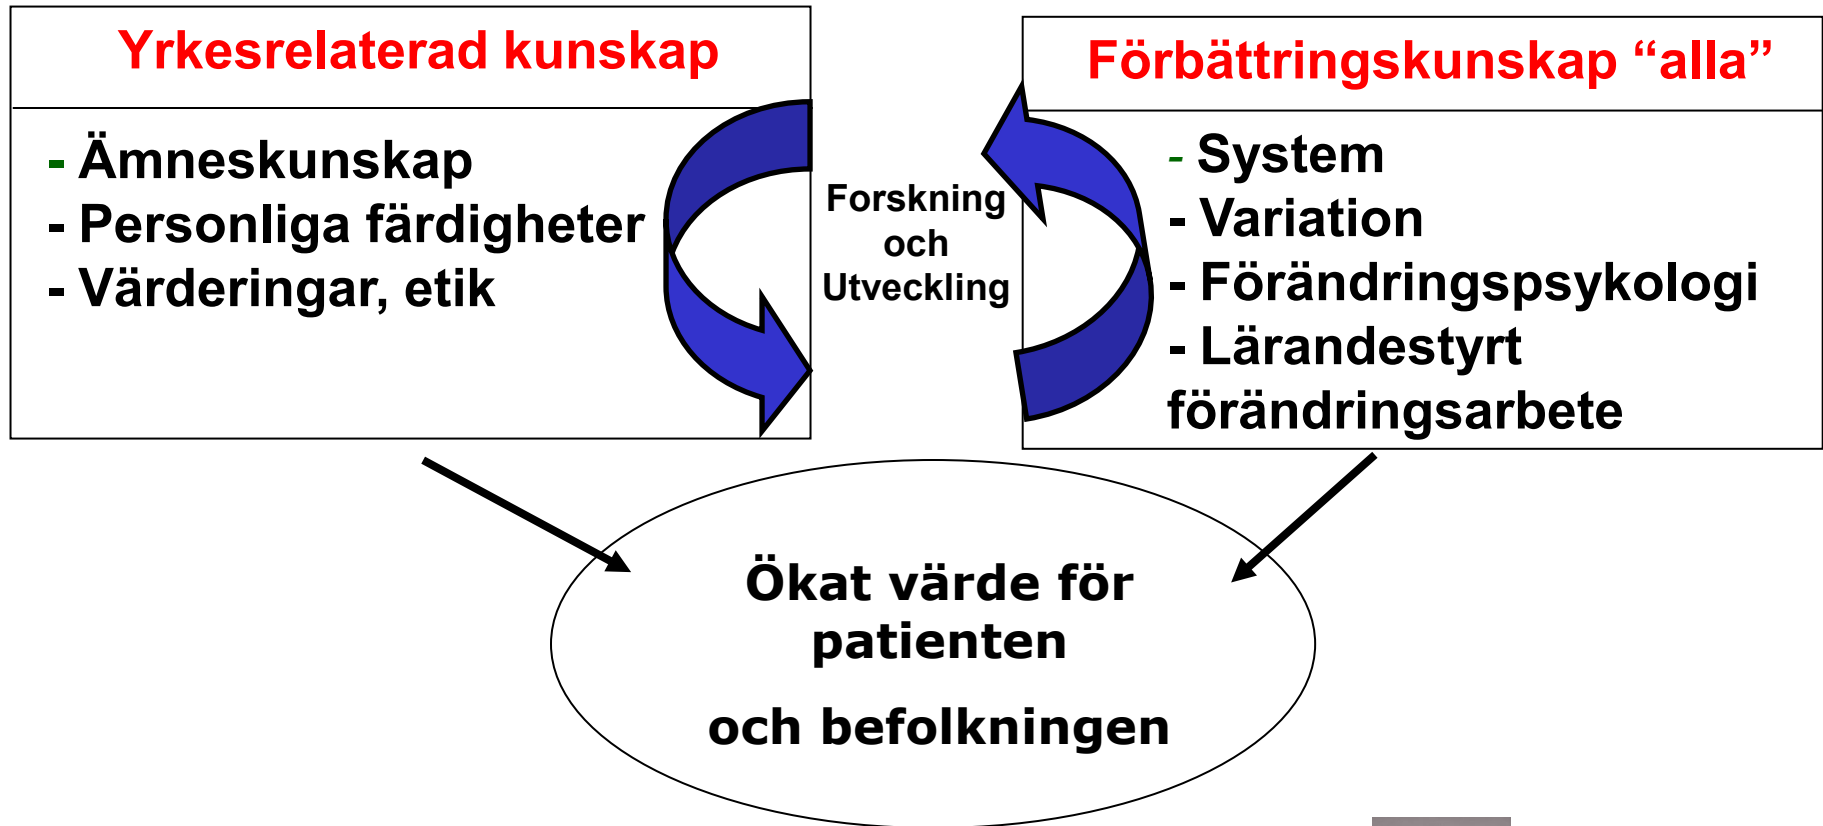 Yrkesrelaterad kunskap
- Ämneskunskap
- Personliga färdigheter
- Värderingar, etik
Forskning
och
Utveckling
Förbättringskunskap “alla”
- System
- Variation
- Förändringspsykologi
- Lärandestyrt
förändringsarbete
Ökat värde för
patienten
och befolkningen